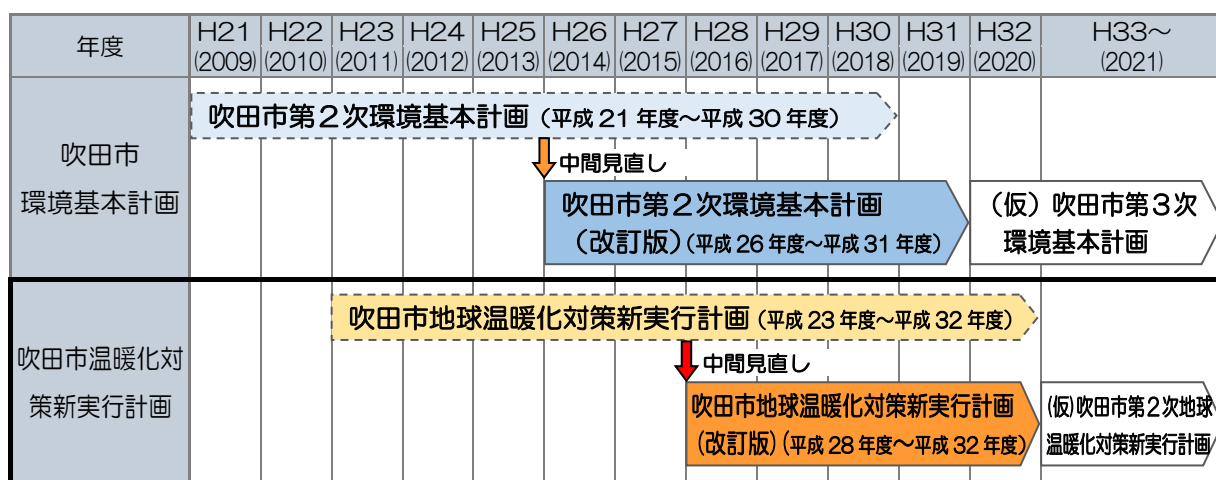 年度
H21 H22 H23 H24 H25 H26 H27 H28 H29 H30 H31 H32 H33～
(2009) (2010) (2011) (2012) (2013) (2014) (2015) (2016) (2017) (2018) (2019) (2020) (2021)
吹田市
環境基本計画
吹田市第２次環境基本計画（平成 21 年度～平成 30 年度）
中間見直し
吹田市第２次環境基本計画
（改訂版）（平成 26 年度～平成 31 年度）
（仮）吹田市第３次
環境基本計画
吹田市温暖化対
策新実行計画
吹田市地球温暖化対策新実行計画（平成 23 年度～平成 32 年度）
中間見直し
吹田市地球温暖化対策新実行計画
（改訂版）（平成 28 年度～平成 32 年度）
(仮)吹田市第２次地球
温暖化対策新実行計画